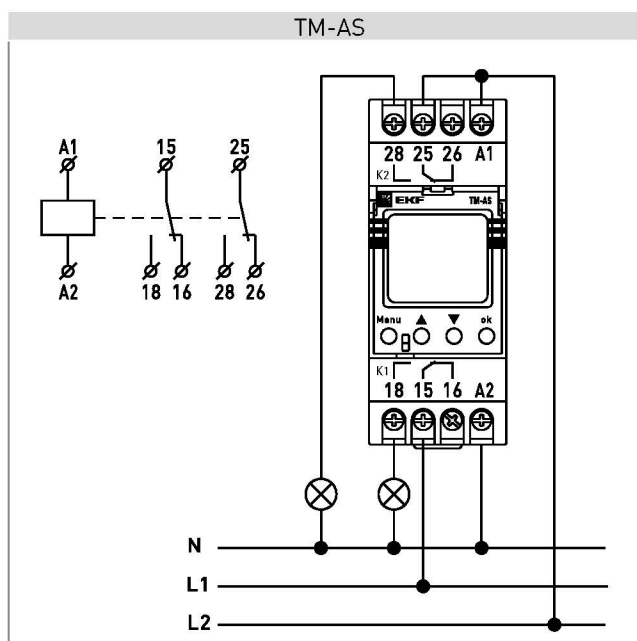 TM-AS
A1 15 25
A2 18 16 28 26
28 25 26 A1
K2
EKF TM-AS
Menu ▲ ▼ ok
K1
18 15 16 A2
N
L1
L2